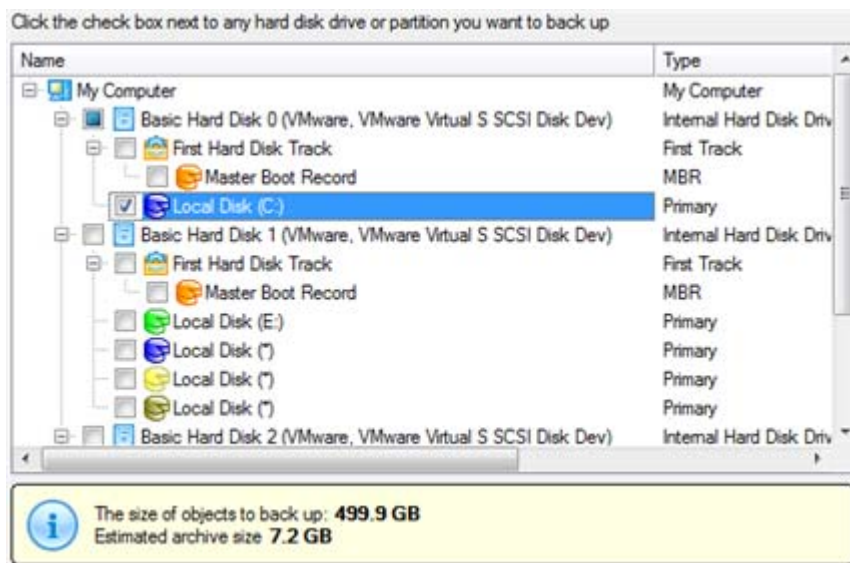 Click the check box next to any hard disk drive or partition you want to back up
Name Type
My Computer My Computer
Basic Hard Disk 0 (VMware, VMware Virtual S SCSI Disk Dev) Internal Hard Disk Driv
First Hard Disk Track First Track
Master Boot Record MBR
Local Disk (C:) Primary
Basic Hard Disk 1 (VMware, VMware Virtual S SCSI Disk Dev) Internal Hard Disk Driv
First Hard Disk Track First Track
Master Boot Record MBR
Local Disk (E:) Primary
Local Disk (*) Primary
Local Disk (*) Primary
Local Disk (*) Primary
Basic Hard Disk 2 (VMware, VMware Virtual S SCSI Disk Dev) Internal Hard Disk Driv
The size of objects to back up: 499.9 GB
Estimated archive size 7.2 GB